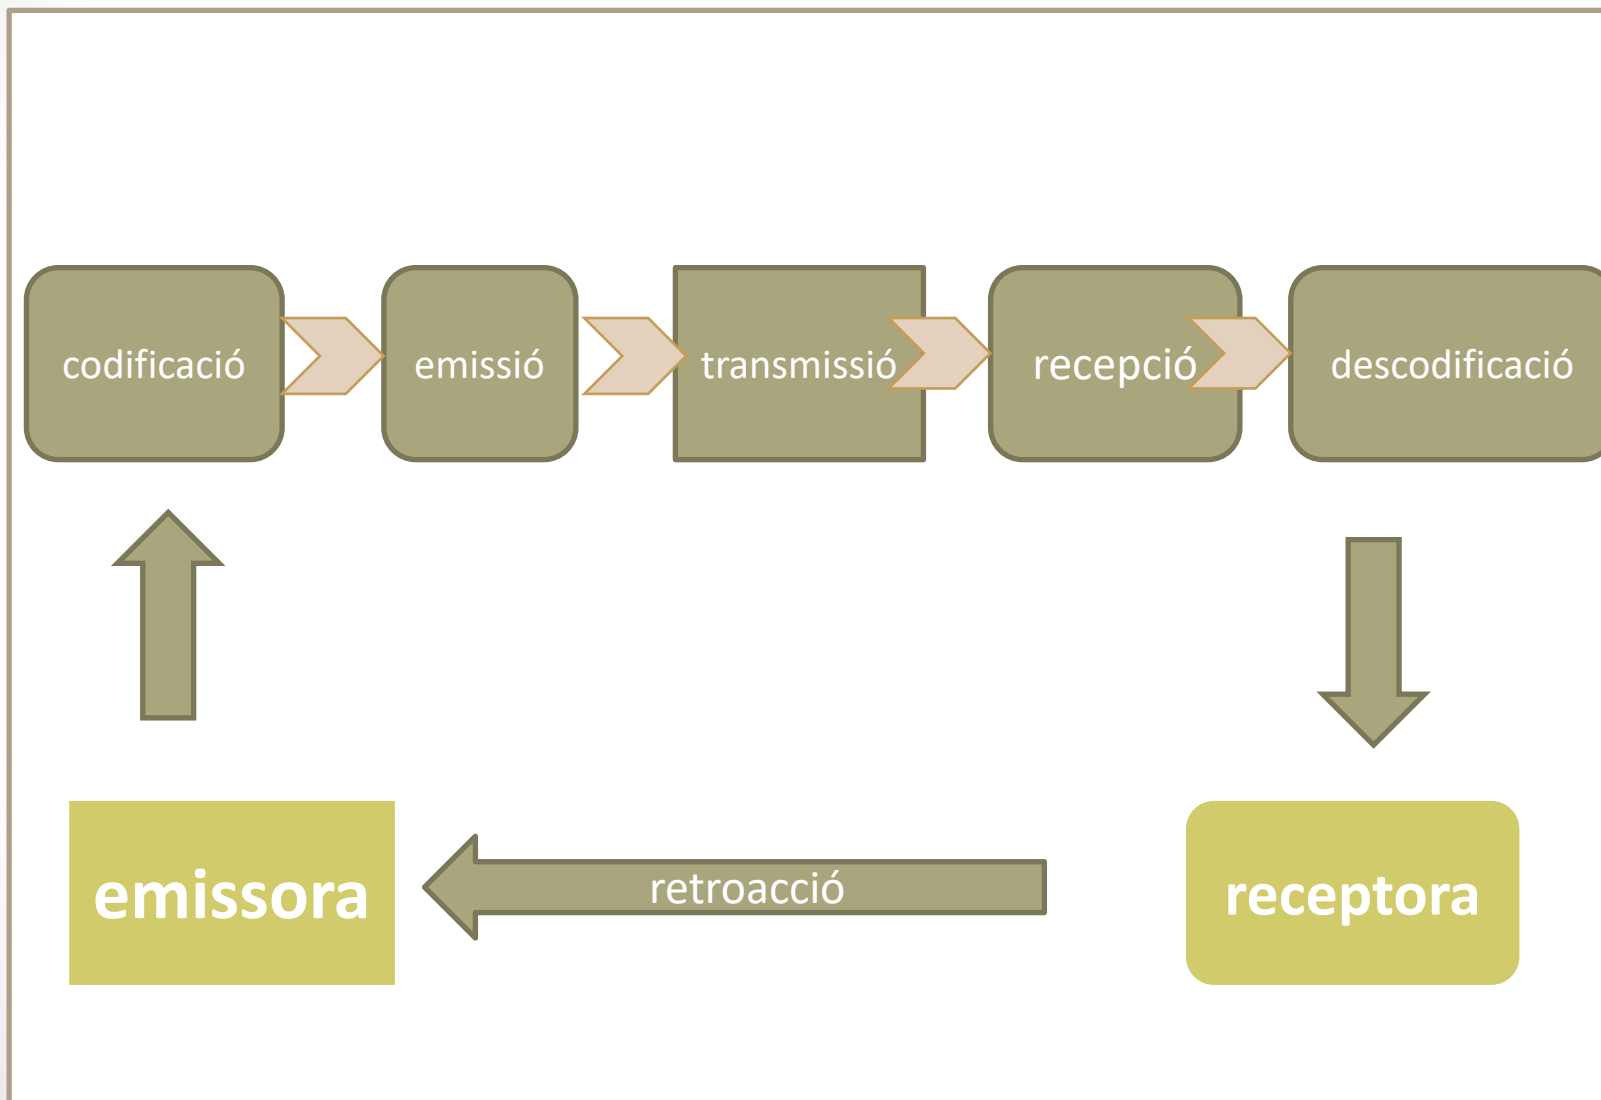 codificació
emissió
transmissió
recepció
descodificació
emissora
retroacció
receptora